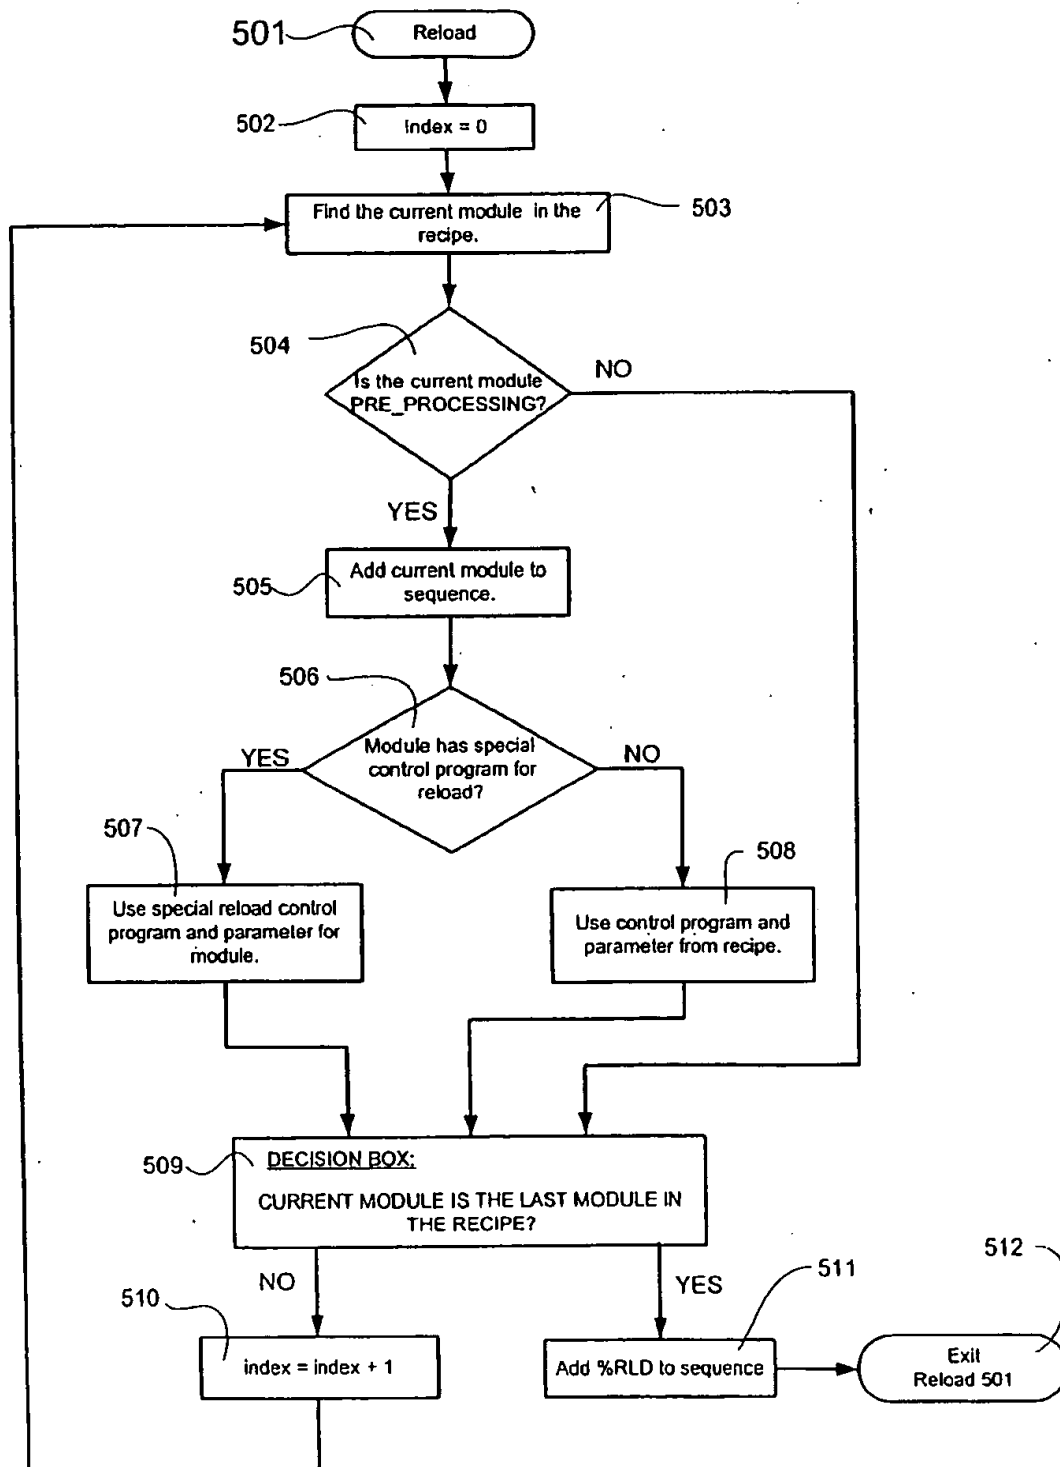 501
Reload
502
Index = 0
Find the current module in the
recipe.
503
504
Is the current module
PRE_PROCESSING?
NO
YES
505
Add current module to
sequence.
506
Module has special
control program for
reload?
YES
NO
507
508
Use special reload control
program and parameter for
module.
Use control program and
parameter from recipe.
509
DECISION BOX:
CURRENT MODULE IS THE LAST MODULE IN
THE RECIPE?
NO
YES
510
511
512
index = index + 1
Add %RLD to sequence
Exit
Reload 501